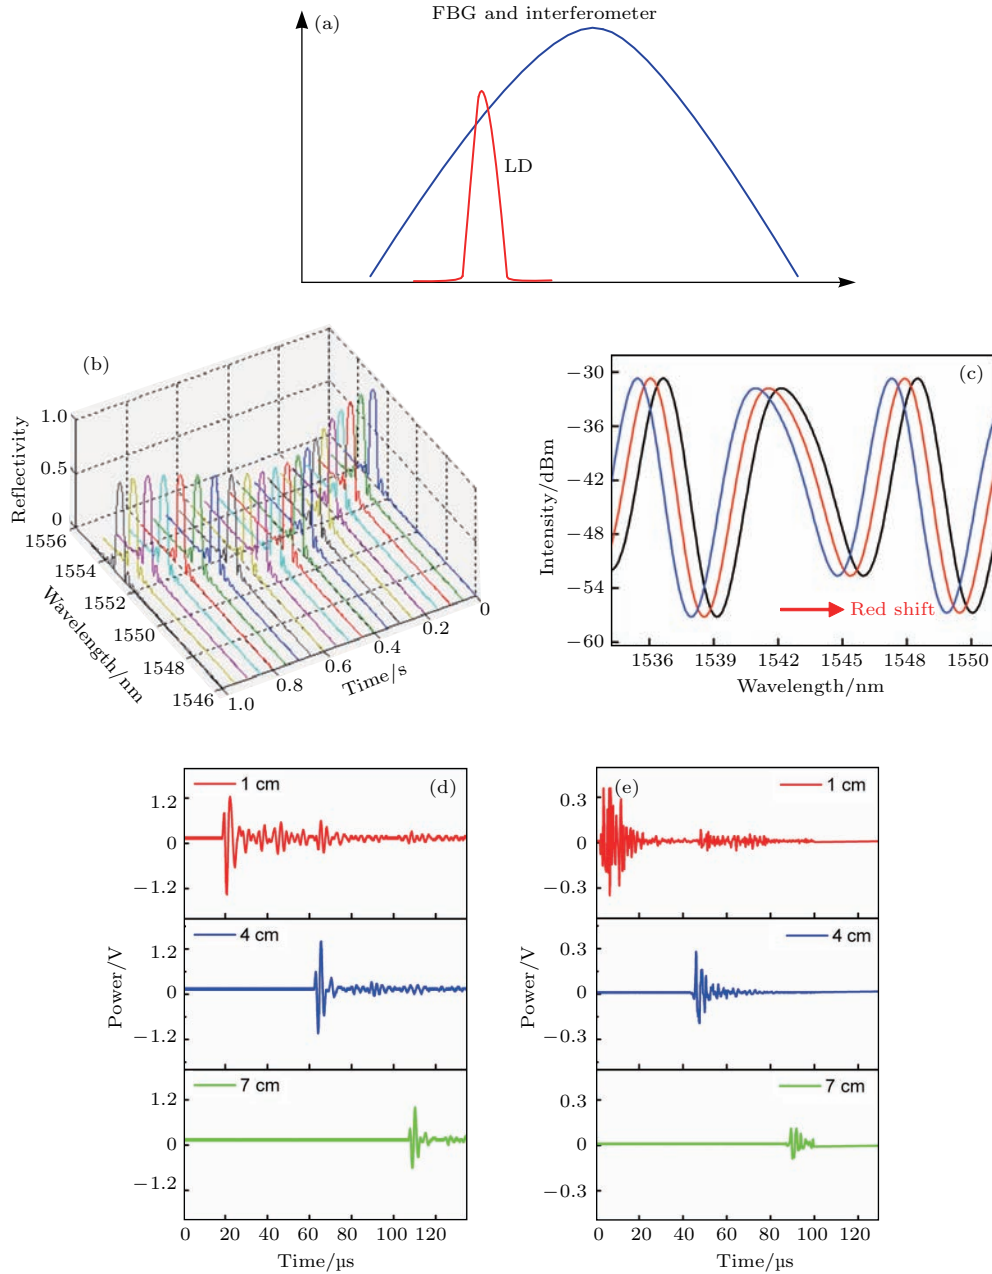 FBG and interferometer
(a)
LD
(b)
Reflectivity
1.0
0.5
0
1556
1554
1552
1550
1548
1546
Wavelength/nm
1.0
0.8
0.6
0.4
0.2
0
Time/s
(c)
Intensity/dBm
−30
−36
−42
−48
−54
−60
Red shift
1536 1539 1542 1545 1548 1550
Wavelength/nm
(d)
1 cm
1.2
0
−1.2
4 cm
1.2
0
−1.2
Power/V
7 cm
1.2
0
−1.2
0 20 40 60 80 100 120
Time/µs
(e)
1 cm
0.3
0
−0.3
4 cm
0.3
0
−0.3
Power/V
7 cm
0.3
0
−0.3
0 20 40 60 80 100 120
Time/µs